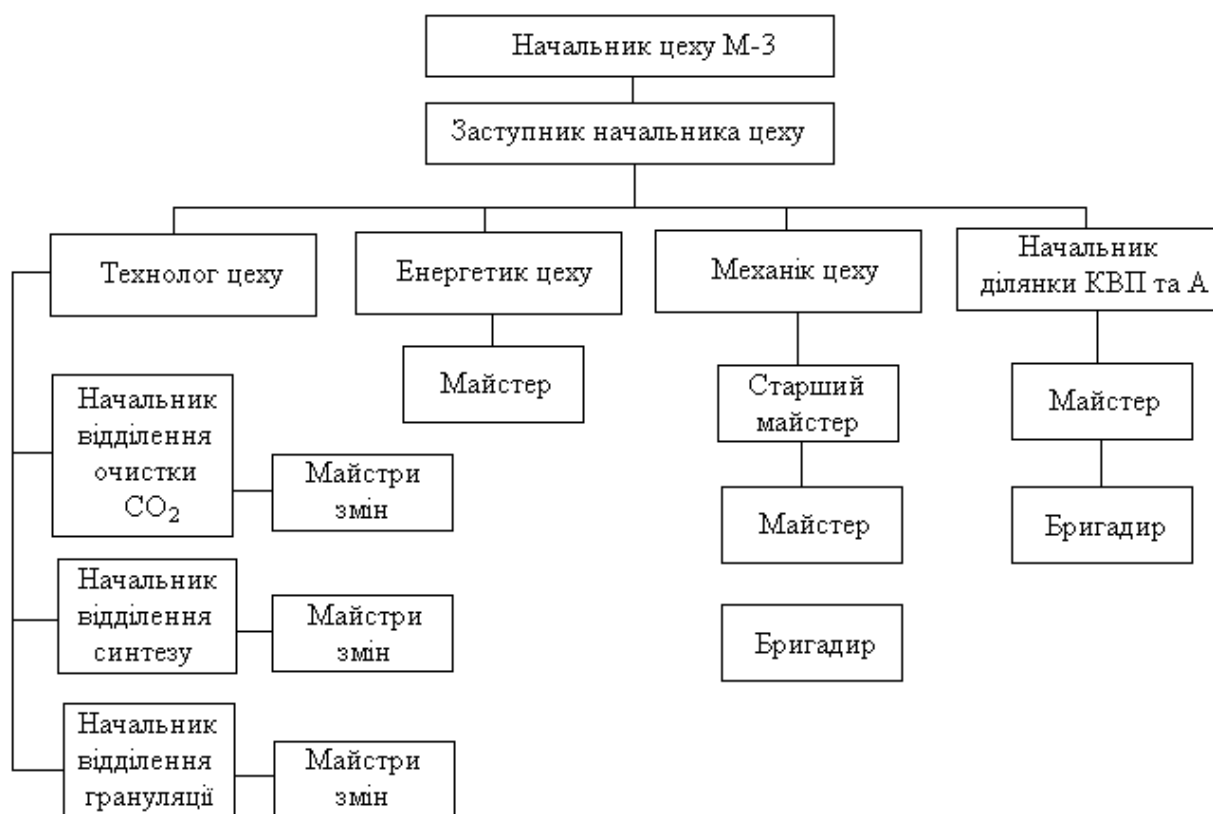 Начальник цеху М-3
Заступник начальника цеху
Технолог цеху
Енергетик цеху
Механік цеху
Начальник
ділянки КВП та А
Майстер
Старший
майстер
Майстер
Начальник
відділення
очистки
CO₂
Майстри
змін
Майстер
Бригадир
Начальник
відділення
синтезу
Майстри
змін
Бригадир
Начальник
відділення
грануляції
Майстри
змін